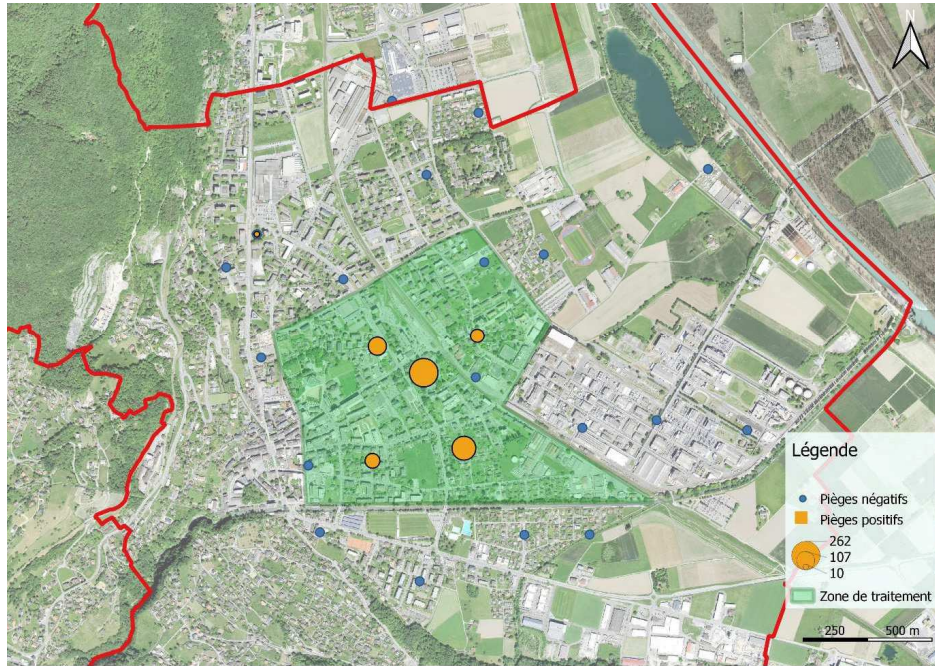 N
Légende
Pièges négatifs
Pièges positifs
262
107
10
Zone de traitement
250 500 m